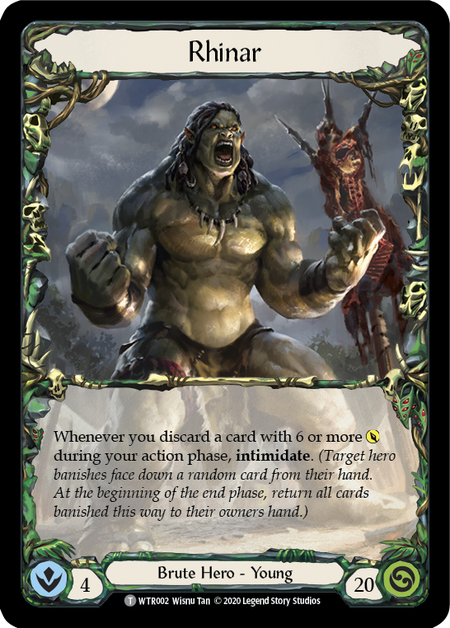 Rhinar
Whenever you discard a card with 6 or more
during your action phase, intimidate. (Target hero
banishes face down a random card from their hand.
At the beginning of the end phase, return all cards
banished this way to their owners hand.)
4
Brute Hero - Young
20
T WTR002 Wisnu Tan © 2020 Legend Story Studios